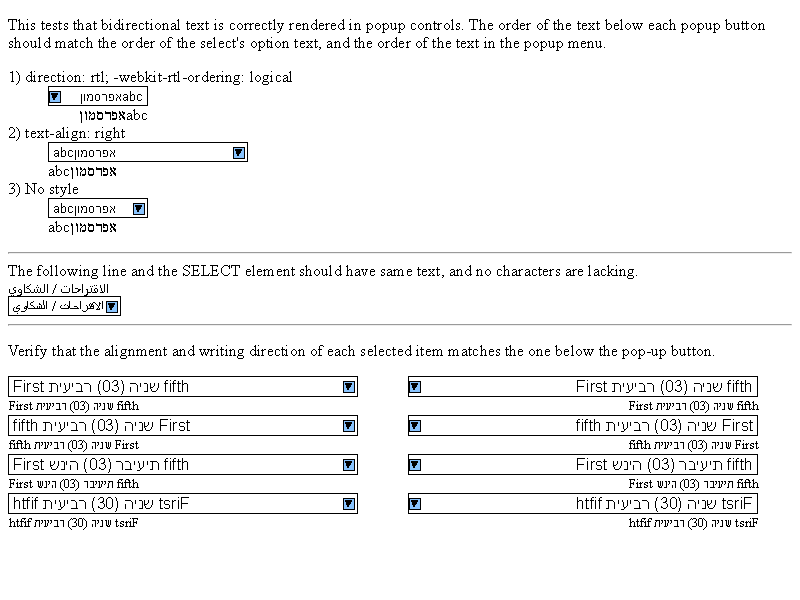 This tests that bidirectional text is correctly rendered in popup controls. The order of the text below each popup button
should match the order of the select's option text, and the order of the text in the popup menu.
1) direction: rtl; -webkit-rtl-ordering: logical
אפרסמוןabc
אפרסמוןabc
2) text-align: right
abcאפרסמון
abcאפרסמון
3) No style
abcאפרסמון
abcאפרסמון
The following line and the SELECT element should have same text, and no characters are lacking.
الاقتراحات / الشكاوي
الاقتراحات / الشكاوي
Verify that the alignment and writing direction of each selected item matches the one below the pop-up button.
First שניה (03) רביעית fifth
First שניה (03) רביעית fifth
First שניה (03) רביעית fifth
First שניה (03) רביעית fifth
fifth שניה (03) רביעית First
fifth שניה (03) רביעית First
fifth שניה (03) רביעית First
fifth שניה (03) רביעית First
First תיעיבר (03) הינש fifth
First תיעיבר (03) הינש fifth
First תיעיבר (03) הינש fifth
First תיעיבר (03) הינש fifth
htfif שניה (30) רביעית tsriF
htfif שניה (30) רביעית tsriF
htfif שניה (30) רביעית tsriF
htfif שניה (30) רביעית tsriF